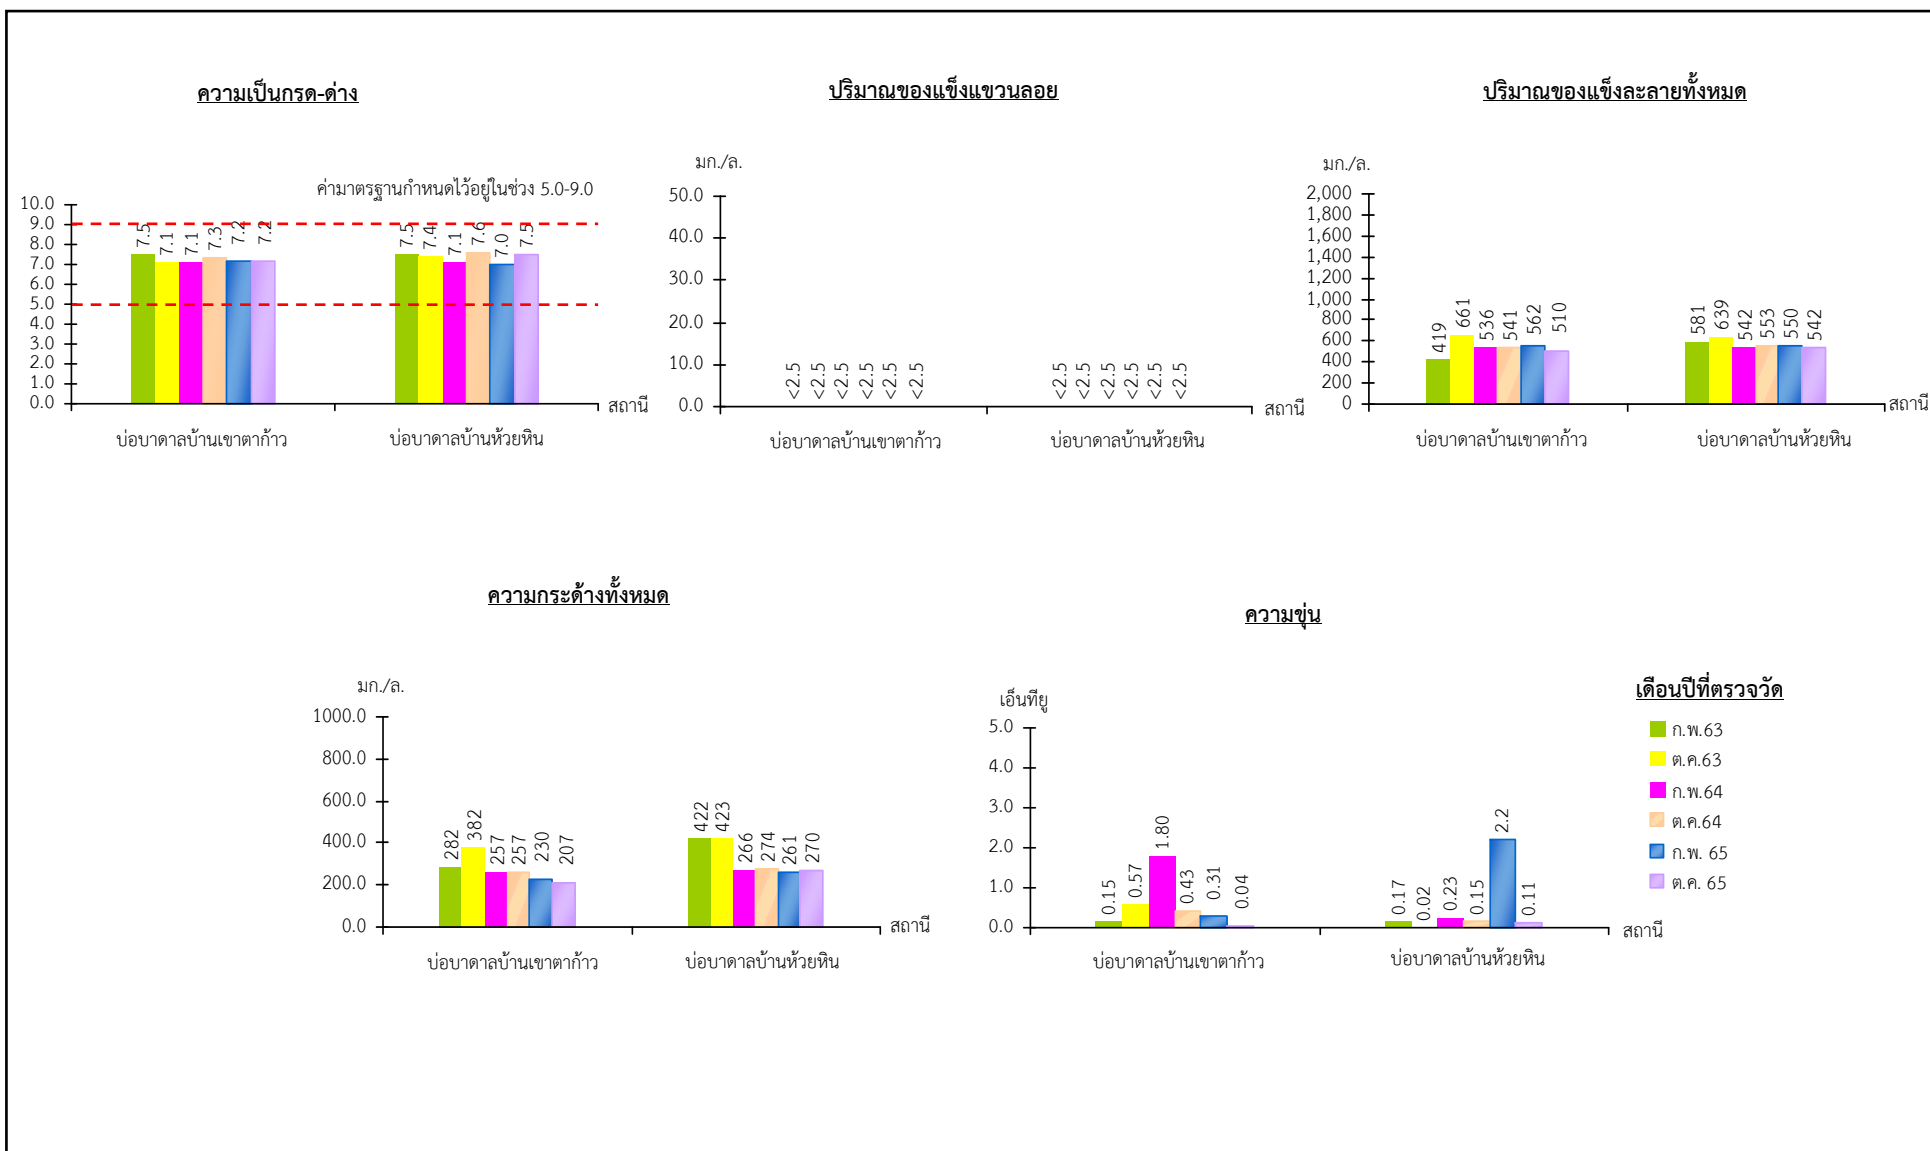 ความเป็นกรด-ด่าง
ค่ามาตรฐานกำหนดไว้อยู่ในช่วง 5.0-9.0
10.0
9.0
8.0
7.0
6.0
5.0
4.0
3.0
2.0
1.0
0.0
7.5 7.1 7.1 7.3 7.2 7.2
7.5 7.4 7.1 7.6 7.0 7.5
สถานี
บ่อบาดาลบ้านเขาตาก้าว บ่อบาดาลบ้านห้วยหิน
ปริมาณของแข็งแขวนลอย
มก./ล.
50.0
40.0
30.0
20.0
10.0
0.0
<2.5 <2.5 <2.5 <2.5 <2.5 <2.5
<2.5 <2.5 <2.5 <2.5 <2.5 <2.5
สถานี
บ่อบาดาลบ้านเขาตาก้าว บ่อบาดาลบ้านห้วยหิน
ปริมาณของแข็งละลายทั้งหมด
มก./ล.
2,000
1,800
1,600
1,400
1,200
1,000
800
600
400
200
0
419 661 536 541 562 510
581 639 542 553 550 542
สถานี
บ่อบาดาลบ้านเขาตาก้าว บ่อบาดาลบ้านห้วยหิน
ความกระด้างทั้งหมด
มก./ล.
1000.0
800.0
600.0
400.0
200.0
0.0
282 382 257 257 230 207
422 423 266 274 261 270
สถานี
บ่อบาดาลบ้านเขาตาก้าว บ่อบาดาลบ้านห้วยหิน
ความขุ่น
เอ็นทียู
5.0
4.0
3.0
2.0
1.0
0.0
0.15 0.57 1.80 0.43 0.31 0.04
0.17 0.02 0.23 0.15 2.2 0.11
สถานี
บ่อบาดาลบ้านเขาตาก้าว บ่อบาดาลบ้านห้วยหิน
เดือนปีที่ตรวจวัด
ก.พ.63
ต.ค.63
ก.พ.64
ต.ค.64
ก.พ. 65
ต.ค. 65